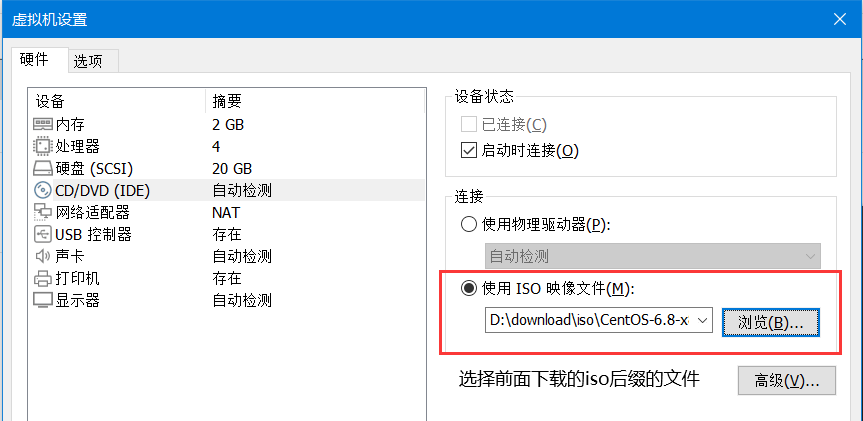 虚拟机设置
硬件 选项
设备 摘要
内存 2 GB
处理器 4
硬盘 (SCSI) 20 GB
CD/DVD (IDE) 自动检测
网络适配器 NAT
USB 控制器 存在
声卡 自动检测
打印机 存在
显示器 自动检测
设备状态
已连接(C)
启动时连接(O)
连接
使用物理驱动器(P):
自动检测
使用 ISO 映像文件(M):
D:\download\iso\CentOS-6.8-x
浏览(B)...
选择前面下载的iso后缀的文件
高级(V)...